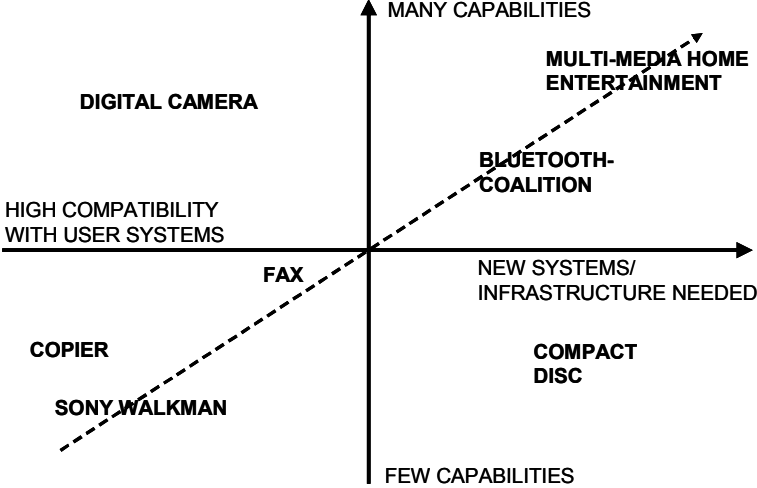 MANY CAPABILITIES
MULTI-MEDIA HOME
ENTERTAINMENT
DIGITAL CAMERA
BLUETOOTH-
COALITION
HIGH COMPATIBILITY
WITH USER SYSTEMS
FAX
NEW SYSTEMS/
INFRASTRUCTURE NEEDED
COPIER
COMPACT
DISC
SONY WALKMAN
FEW CAPABILITIES